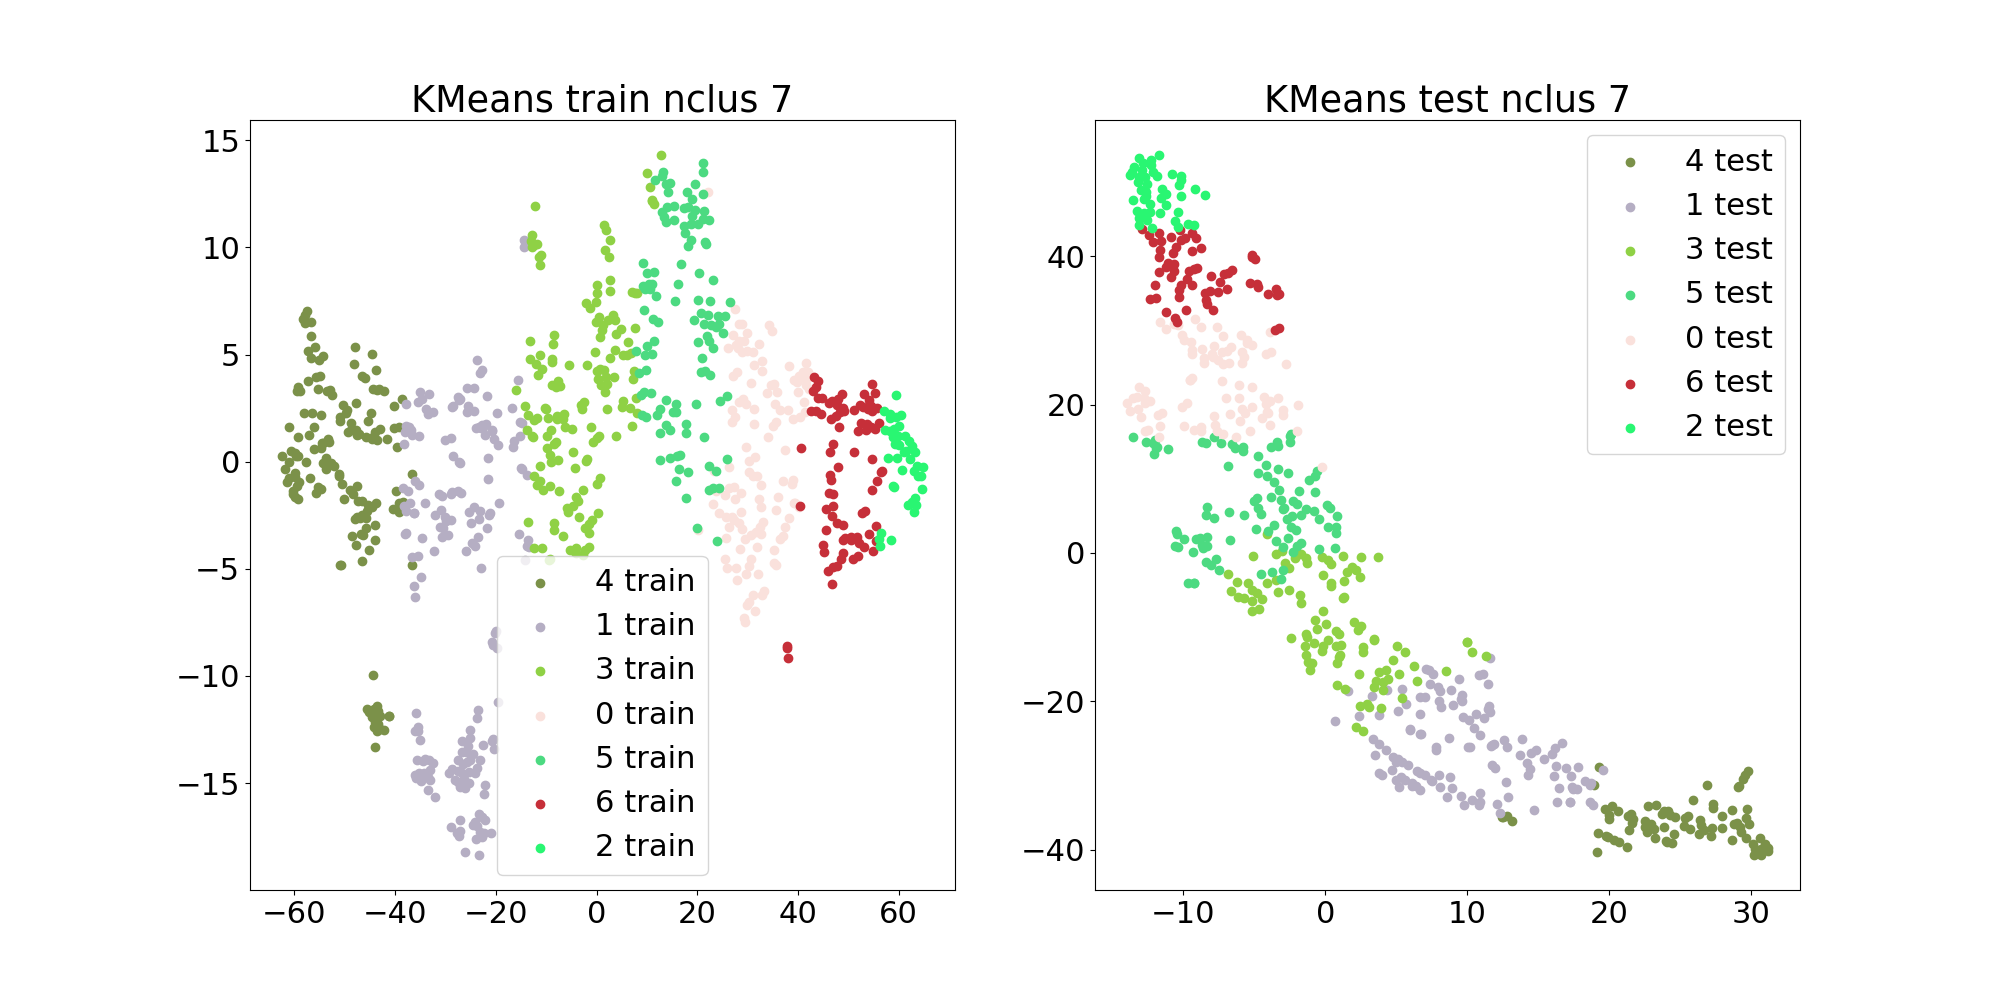 KMeans train nclus 7
15
10
5
0
−5
−10
−15
−60 −40 −20 0 20 40 60
4 train
1 train
3 train
0 train
5 train
6 train
2 train
KMeans test nclus 7
40
20
0
−20
−40
−10 0 10 20 30
4 test
1 test
3 test
5 test
0 test
6 test
2 test